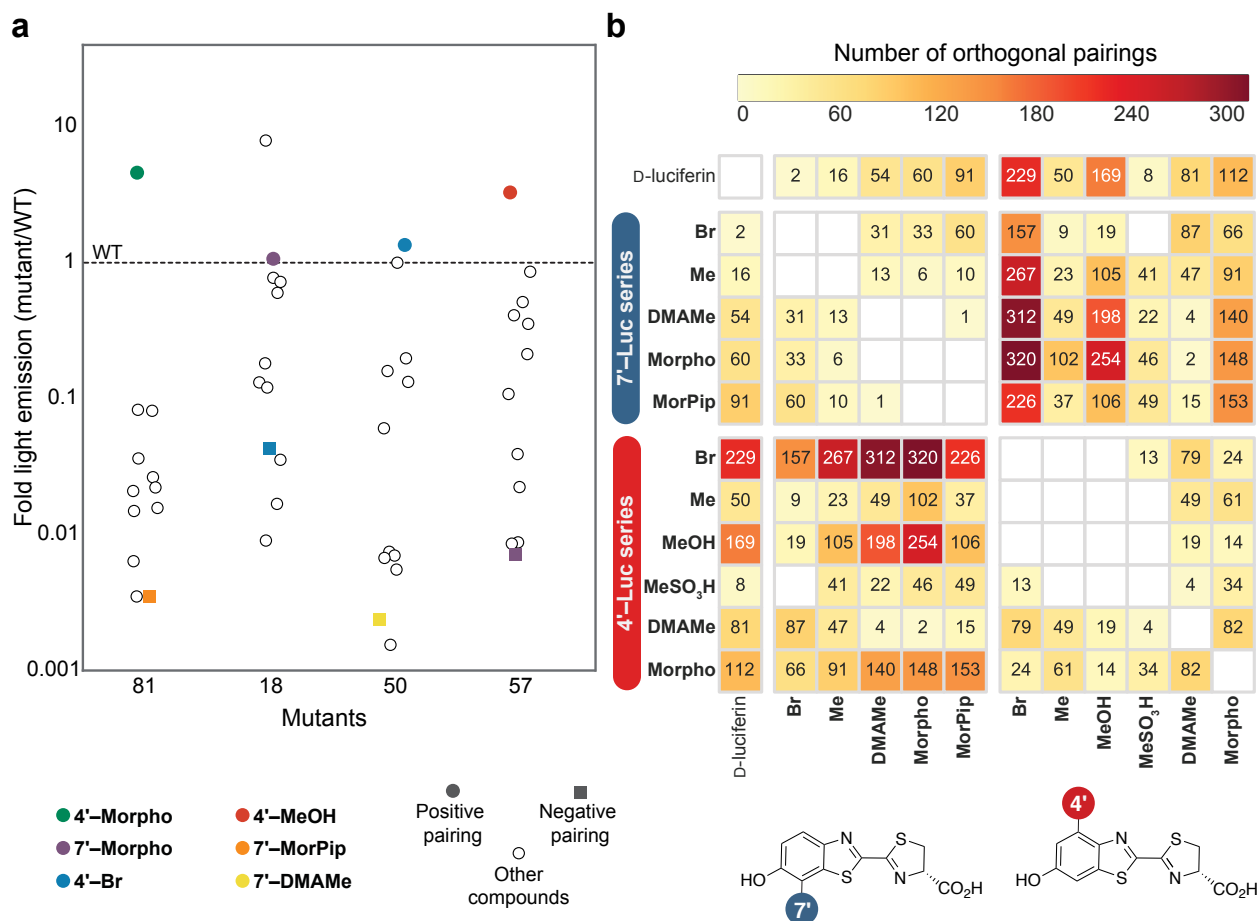 a
Fold light emission (mutant/WT)
10
1
0.1
0.01
0.001
WT
81 18 50 57
Mutants
4'–Morpho
7'–Morpho
4'–Br
4'–MeOH
7'–MorPip
7'–DMAMe
Positive
pairing
Negative
pairing
Other
compounds
b
Number of orthogonal pairings
0 60 120 180 240 300
D-luciferin 2 16 54 60 91 229 50 169 8 81 112
7'–Luc series
Br 2 31 33 60 157 9 19 87 66
Me 16 13 6 10 267 23 105 41 47 91
DMAMe 54 31 13 1 312 49 198 22 4 140
Morpho 60 33 6 320 102 254 46 2 148
MorPip 91 60 10 1 226 37 106 49 15 153
4'–Luc series
Br 229 157 267 312 320 226 13 79 24
Me 50 9 23 49 102 37 49 61
MeOH 169 19 105 198 254 106 19 14
MeSO₃H 8 41 22 46 49 13 4 34
DMAMe 81 87 47 4 2 15 79 49 19 4 82
Morpho 112 66 91 140 148 153 24 61 14 34 82
D-luciferin Br Me DMAMe Morpho MorPip Br Me MeOH MeSO₃H DMAMe Morpho
HO N S S N CO₂H
7'
4'
HO N S S N CO₂H